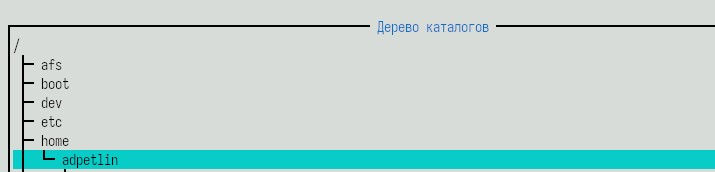 Дерево каталогов
/
afs
boot
dev
etc
home
adpetlin